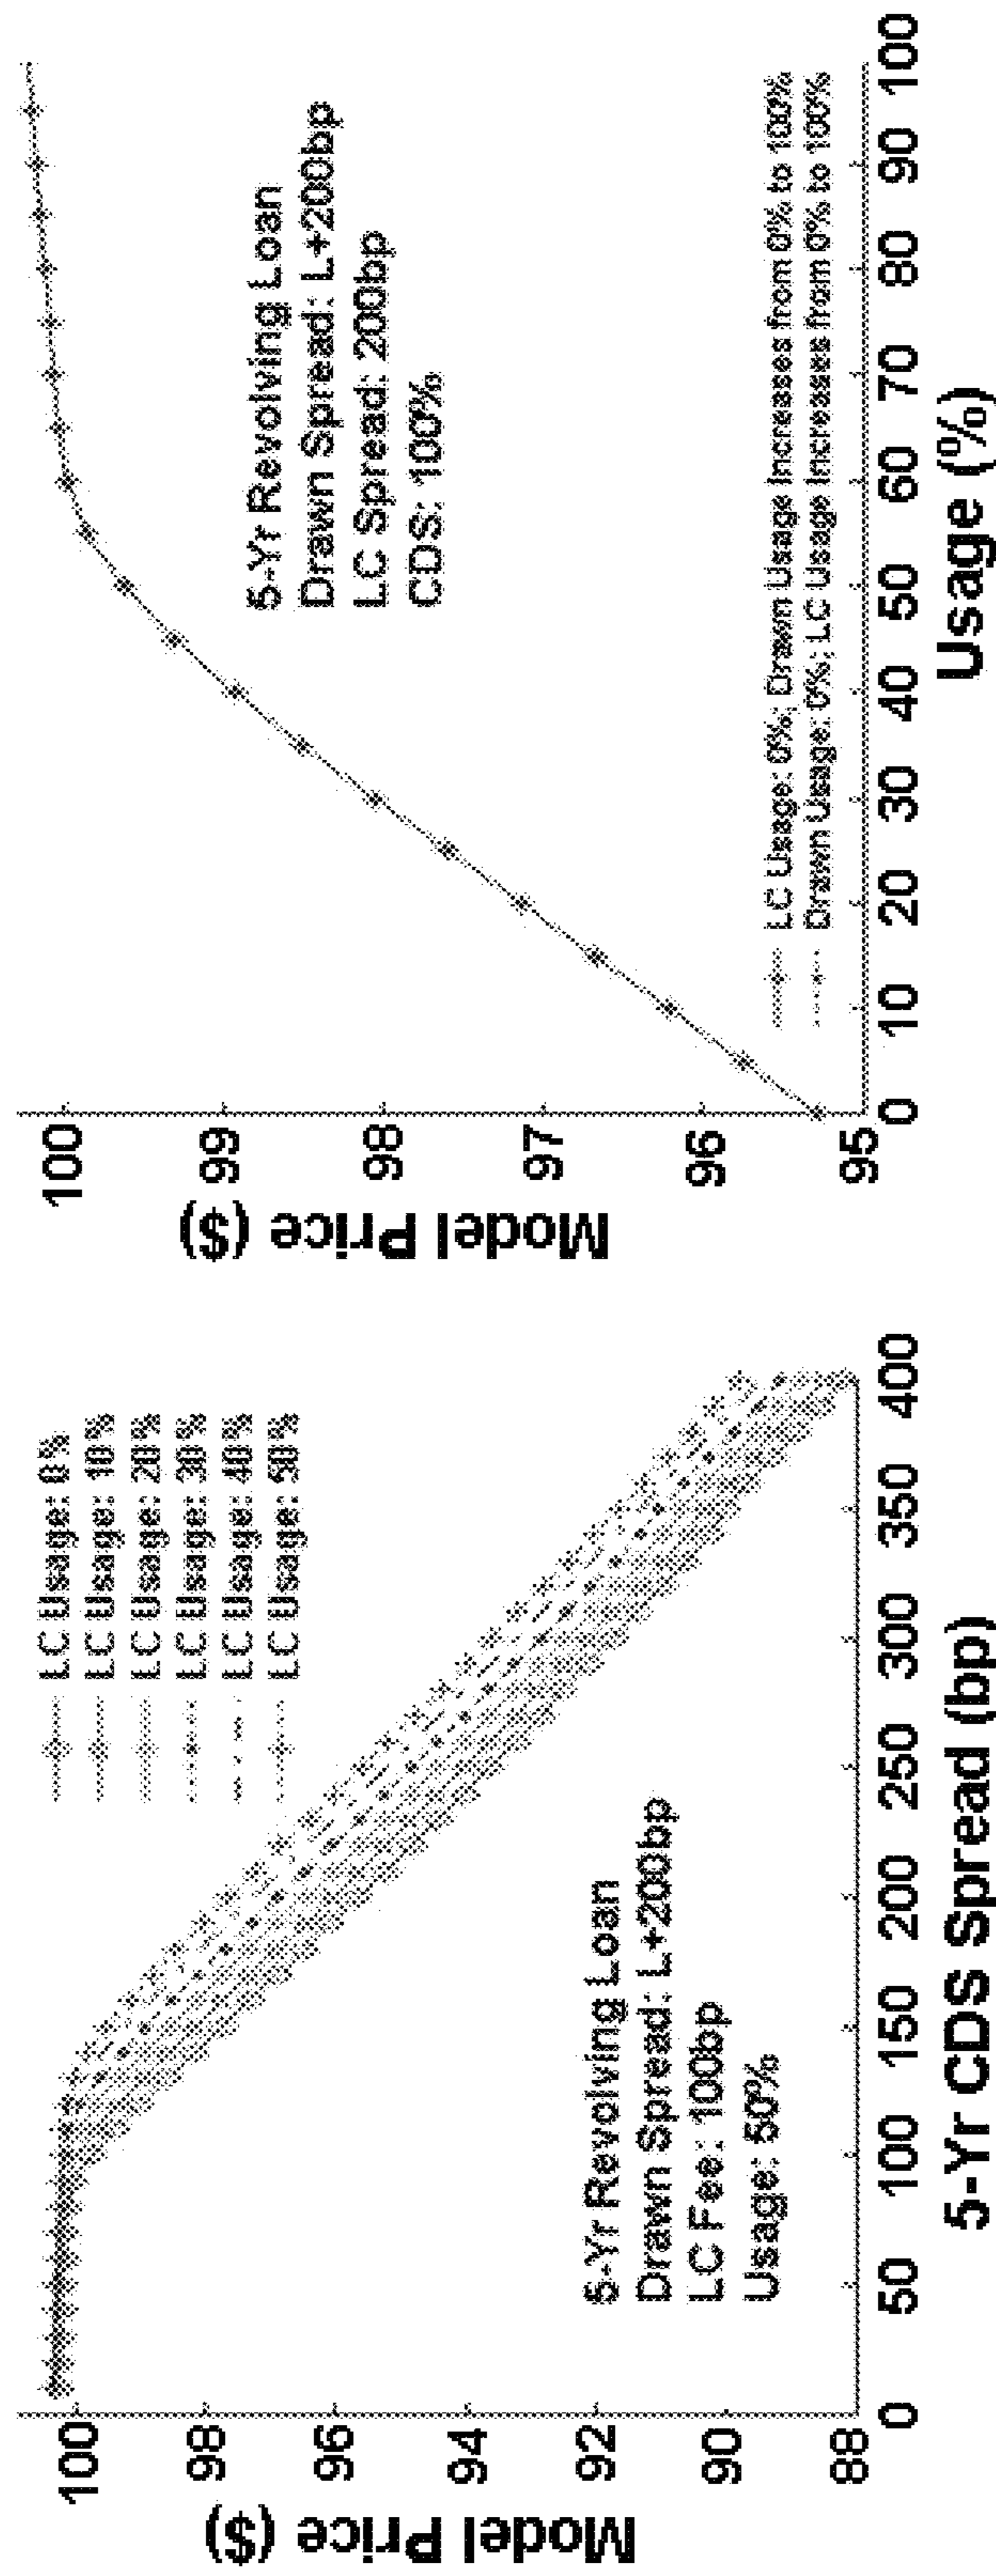 Model Price ($)
100
98
96
94
92
90
88
0
50
100
150
200
250
300
350
400
5-Yr CDS Spread (bp)
LC Usage: 0%
LC Usage: 10%
LC Usage: 20%
LC Usage: 30%
LC Usage: 40%
LC Usage: 50%
5-Yr Revolving Loan
Drawn Spread: L+200bp
LC Fee: 100bp
Usage: 50%
Model Price ($)
100
99
98
97
96
95
0
10
20
30
40
50
60
70
80
90
100
Usage (%)
5-Yr Revolving Loan
Drawn Spread: L+200bp
LC Spread: 200bp
CDS: 100%
LC Usage: 0%; Drawn Usage Increases from 0% to 100%
Drawn Usage: 0%; LC Usage Increases from 0% to 100%